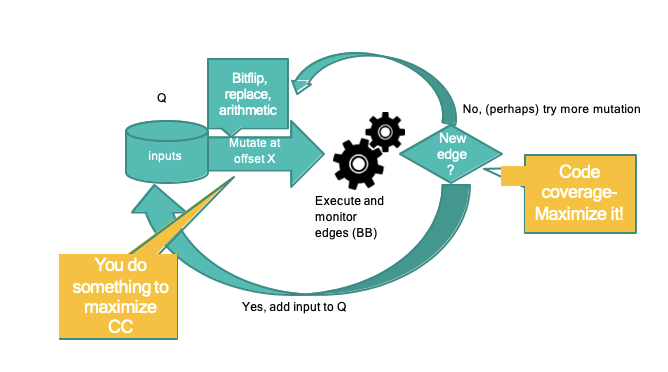 Bitflip,
replace,
arithmetic
Q
inputs
Mutate at
offset X
Execute and
monitor
edges (BB)
New
edge
?
No, (perhaps) try more mutation
Code
coverage-
Maximize it!
You do
something to
maximize
CC
Yes, add input to Q